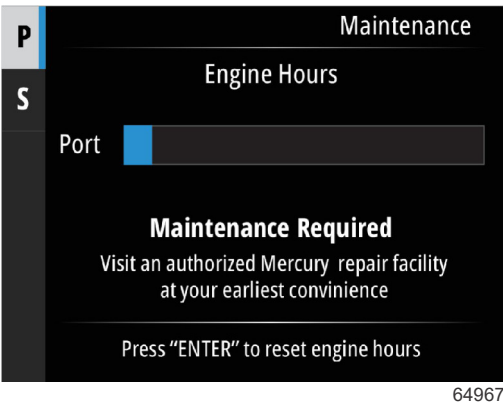 P
S
Maintenance
Engine Hours
Port
Maintenance Required
Visit an authorized Mercury repair facility
at your earliest convinience
Press “ENTER” to reset engine hours
64967